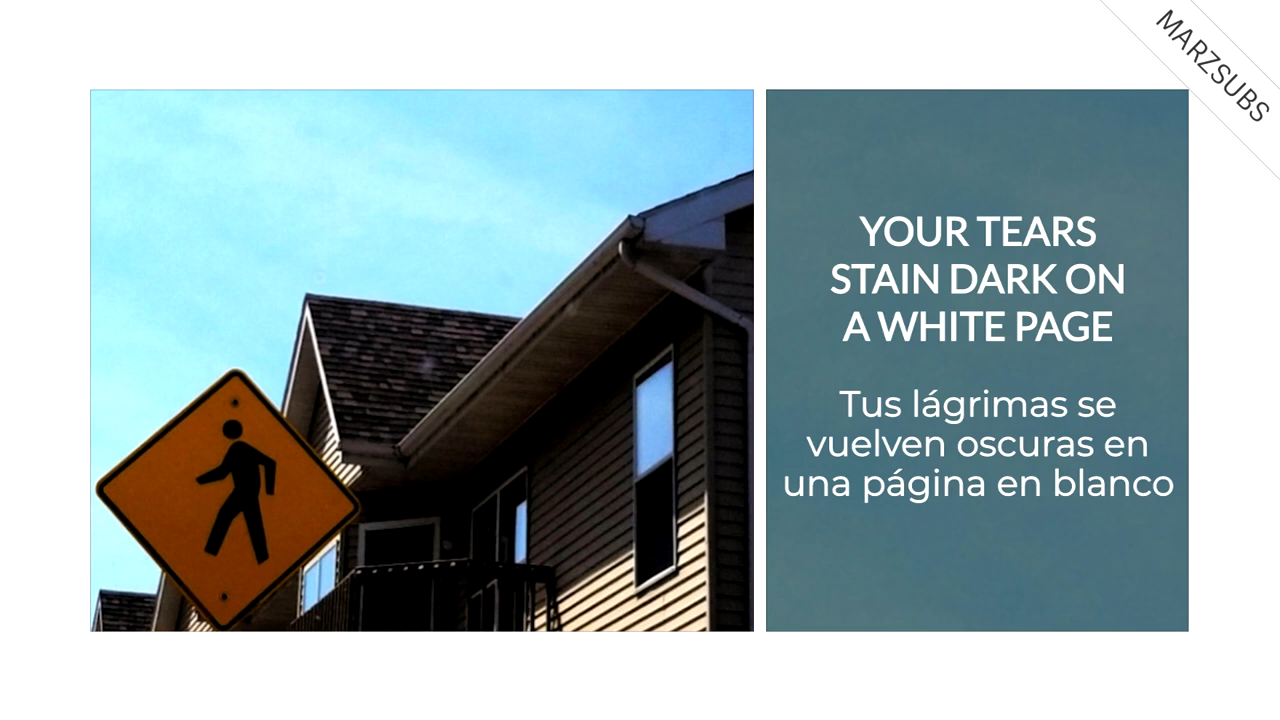 MARZSUBS
YOUR TEARS
STAIN DARK ON
A WHITE PAGE
Tus lágrimas se
vuelven oscuras en
una página en blanco